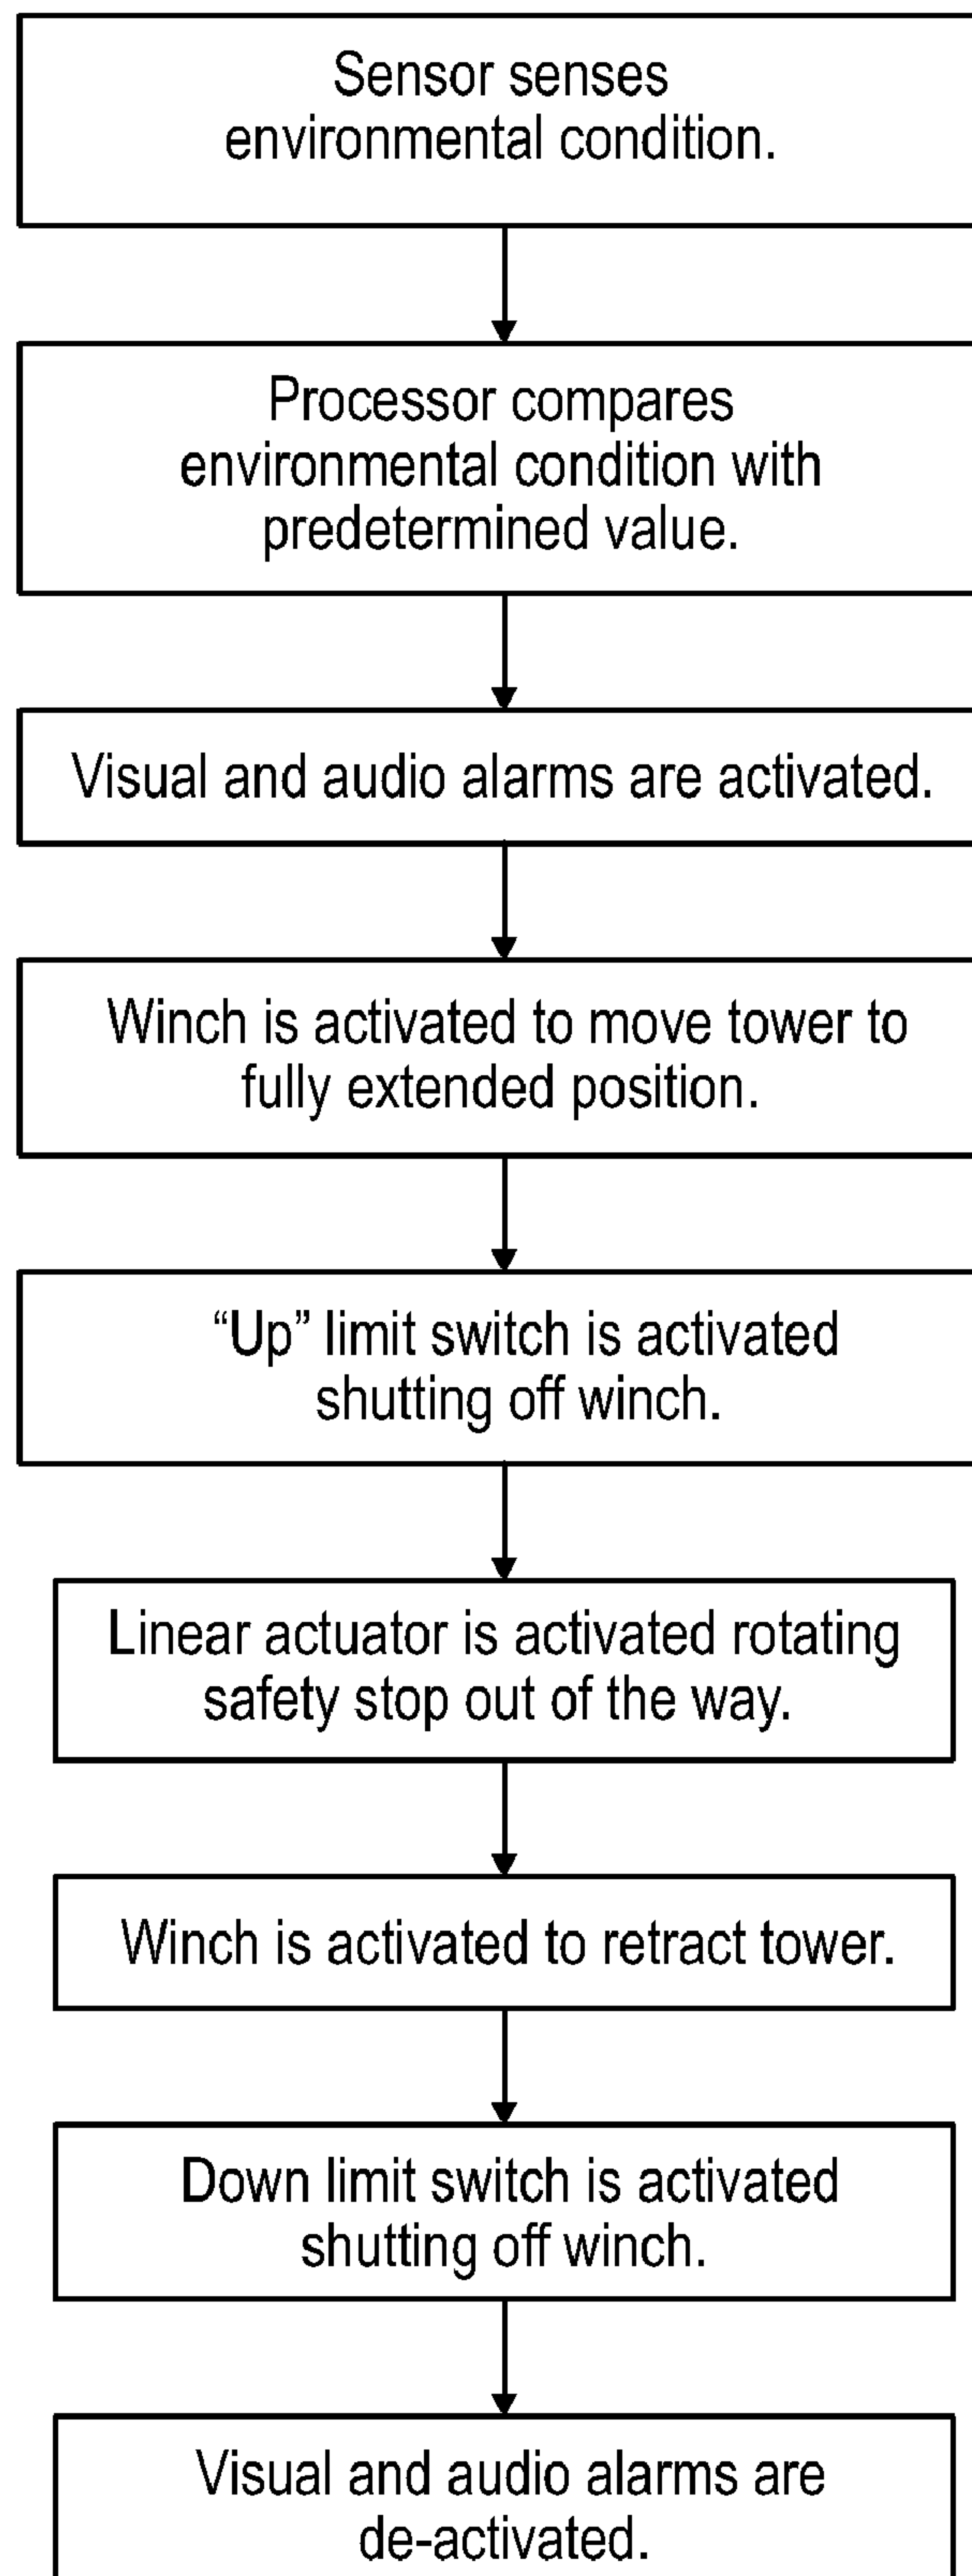 Sensor senses
environmental condition.
Processor compares
environmental condition with
predetermined value.
Visual and audio alarms are activated.
Winch is activated to move tower to
fully extended position.
“Up” limit switch is activated
shutting off winch.
Linear actuator is activated rotating
safety stop out of the way.
Winch is activated to retract tower.
Down limit switch is activated
shutting off winch.
Visual and audio alarms are
de-activated.